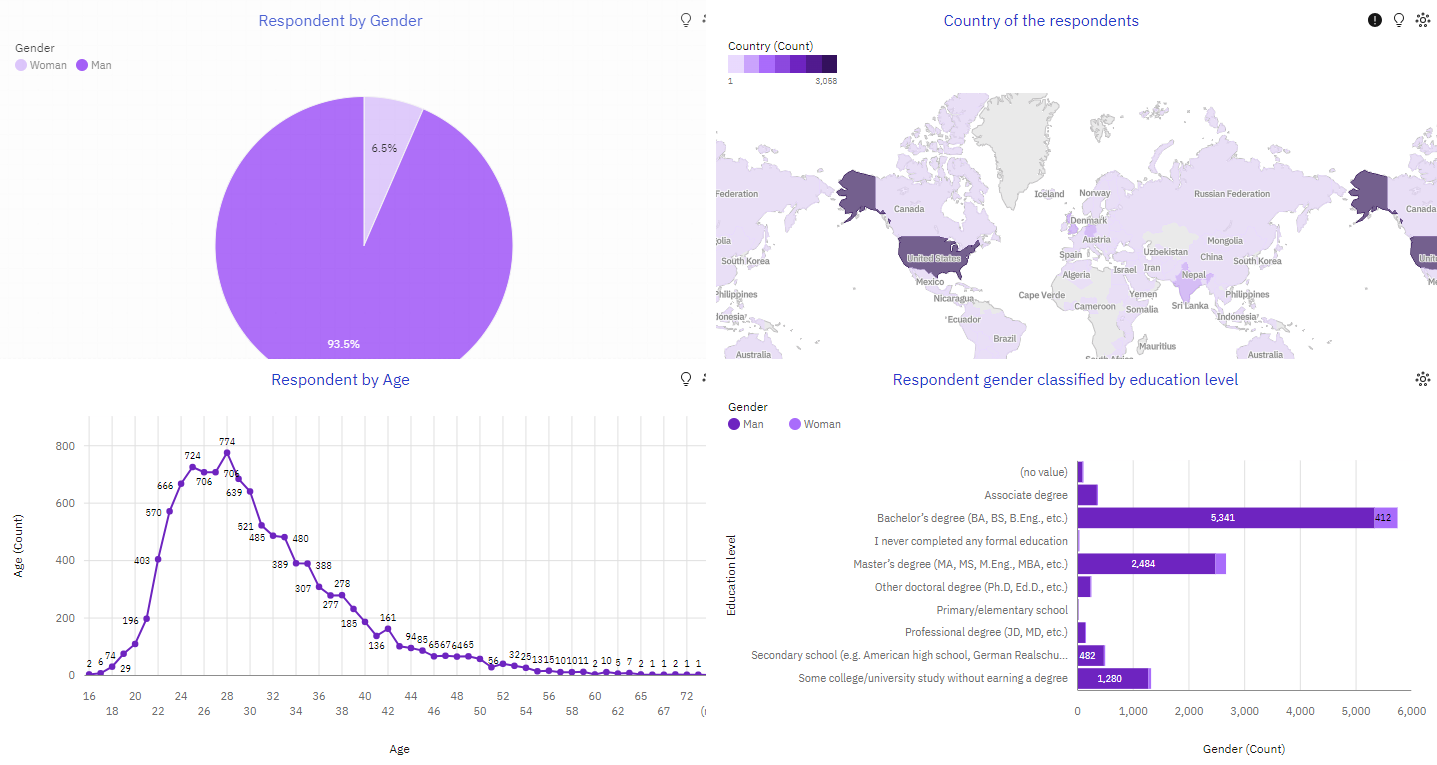 Respondent by Gender
Gender
Woman Man
6.5%
93.5%
Country of the respondents
Country (Count)
1 3,058
Federation
Iceland Norway Russian Federation
Canada Canada
Denmark
Austria Mongolia
Uzbekistan
South Korea United States Spain China South Korea
Algeria Israel Iran Nepal
Mexico
Philippines Nicaragua Cape Verde Yemen Philippines
Cameroon Somalia Sri Lanka
Indonesia Ecuador Indonesia
Brazil
Mauritius
Australia Australia
Respondent by Age
Age (Count)
800
600
400
200
0
2 6 74 29 196 403 570 666 724 706 774 706 639 521 485 480 389 388 307 277 278 185 136 161 94 85 65 67 64 65 56 32 25 13 15 10 10 11 2 10 5 7 2 1 1 2 1 1
16 20 24 28 32 36 40 44 48 52 56 60 64 68 72
18 22 26 30 34 38 42 46 50 54 58 62 67
Age
Respondent gender classified by education level
Gender
Man Woman
Education level
(no value)
Associate degree
Bachelor’s degree (BA, BS, B.Eng., etc.) 5,341 412
I never completed any formal education
Master’s degree (MA, MS, M.Eng., MBA, etc.) 2,484
Other doctoral degree (Ph.D, Ed.D., etc.)
Primary/elementary school
Professional degree (JD, MD, etc.)
Secondary school (e.g. American high school, German Realschu... 482
Some college/university study without earning a degree 1,280
0 1,000 2,000 3,000 4,000 5,000 6,000
Gender (Count)